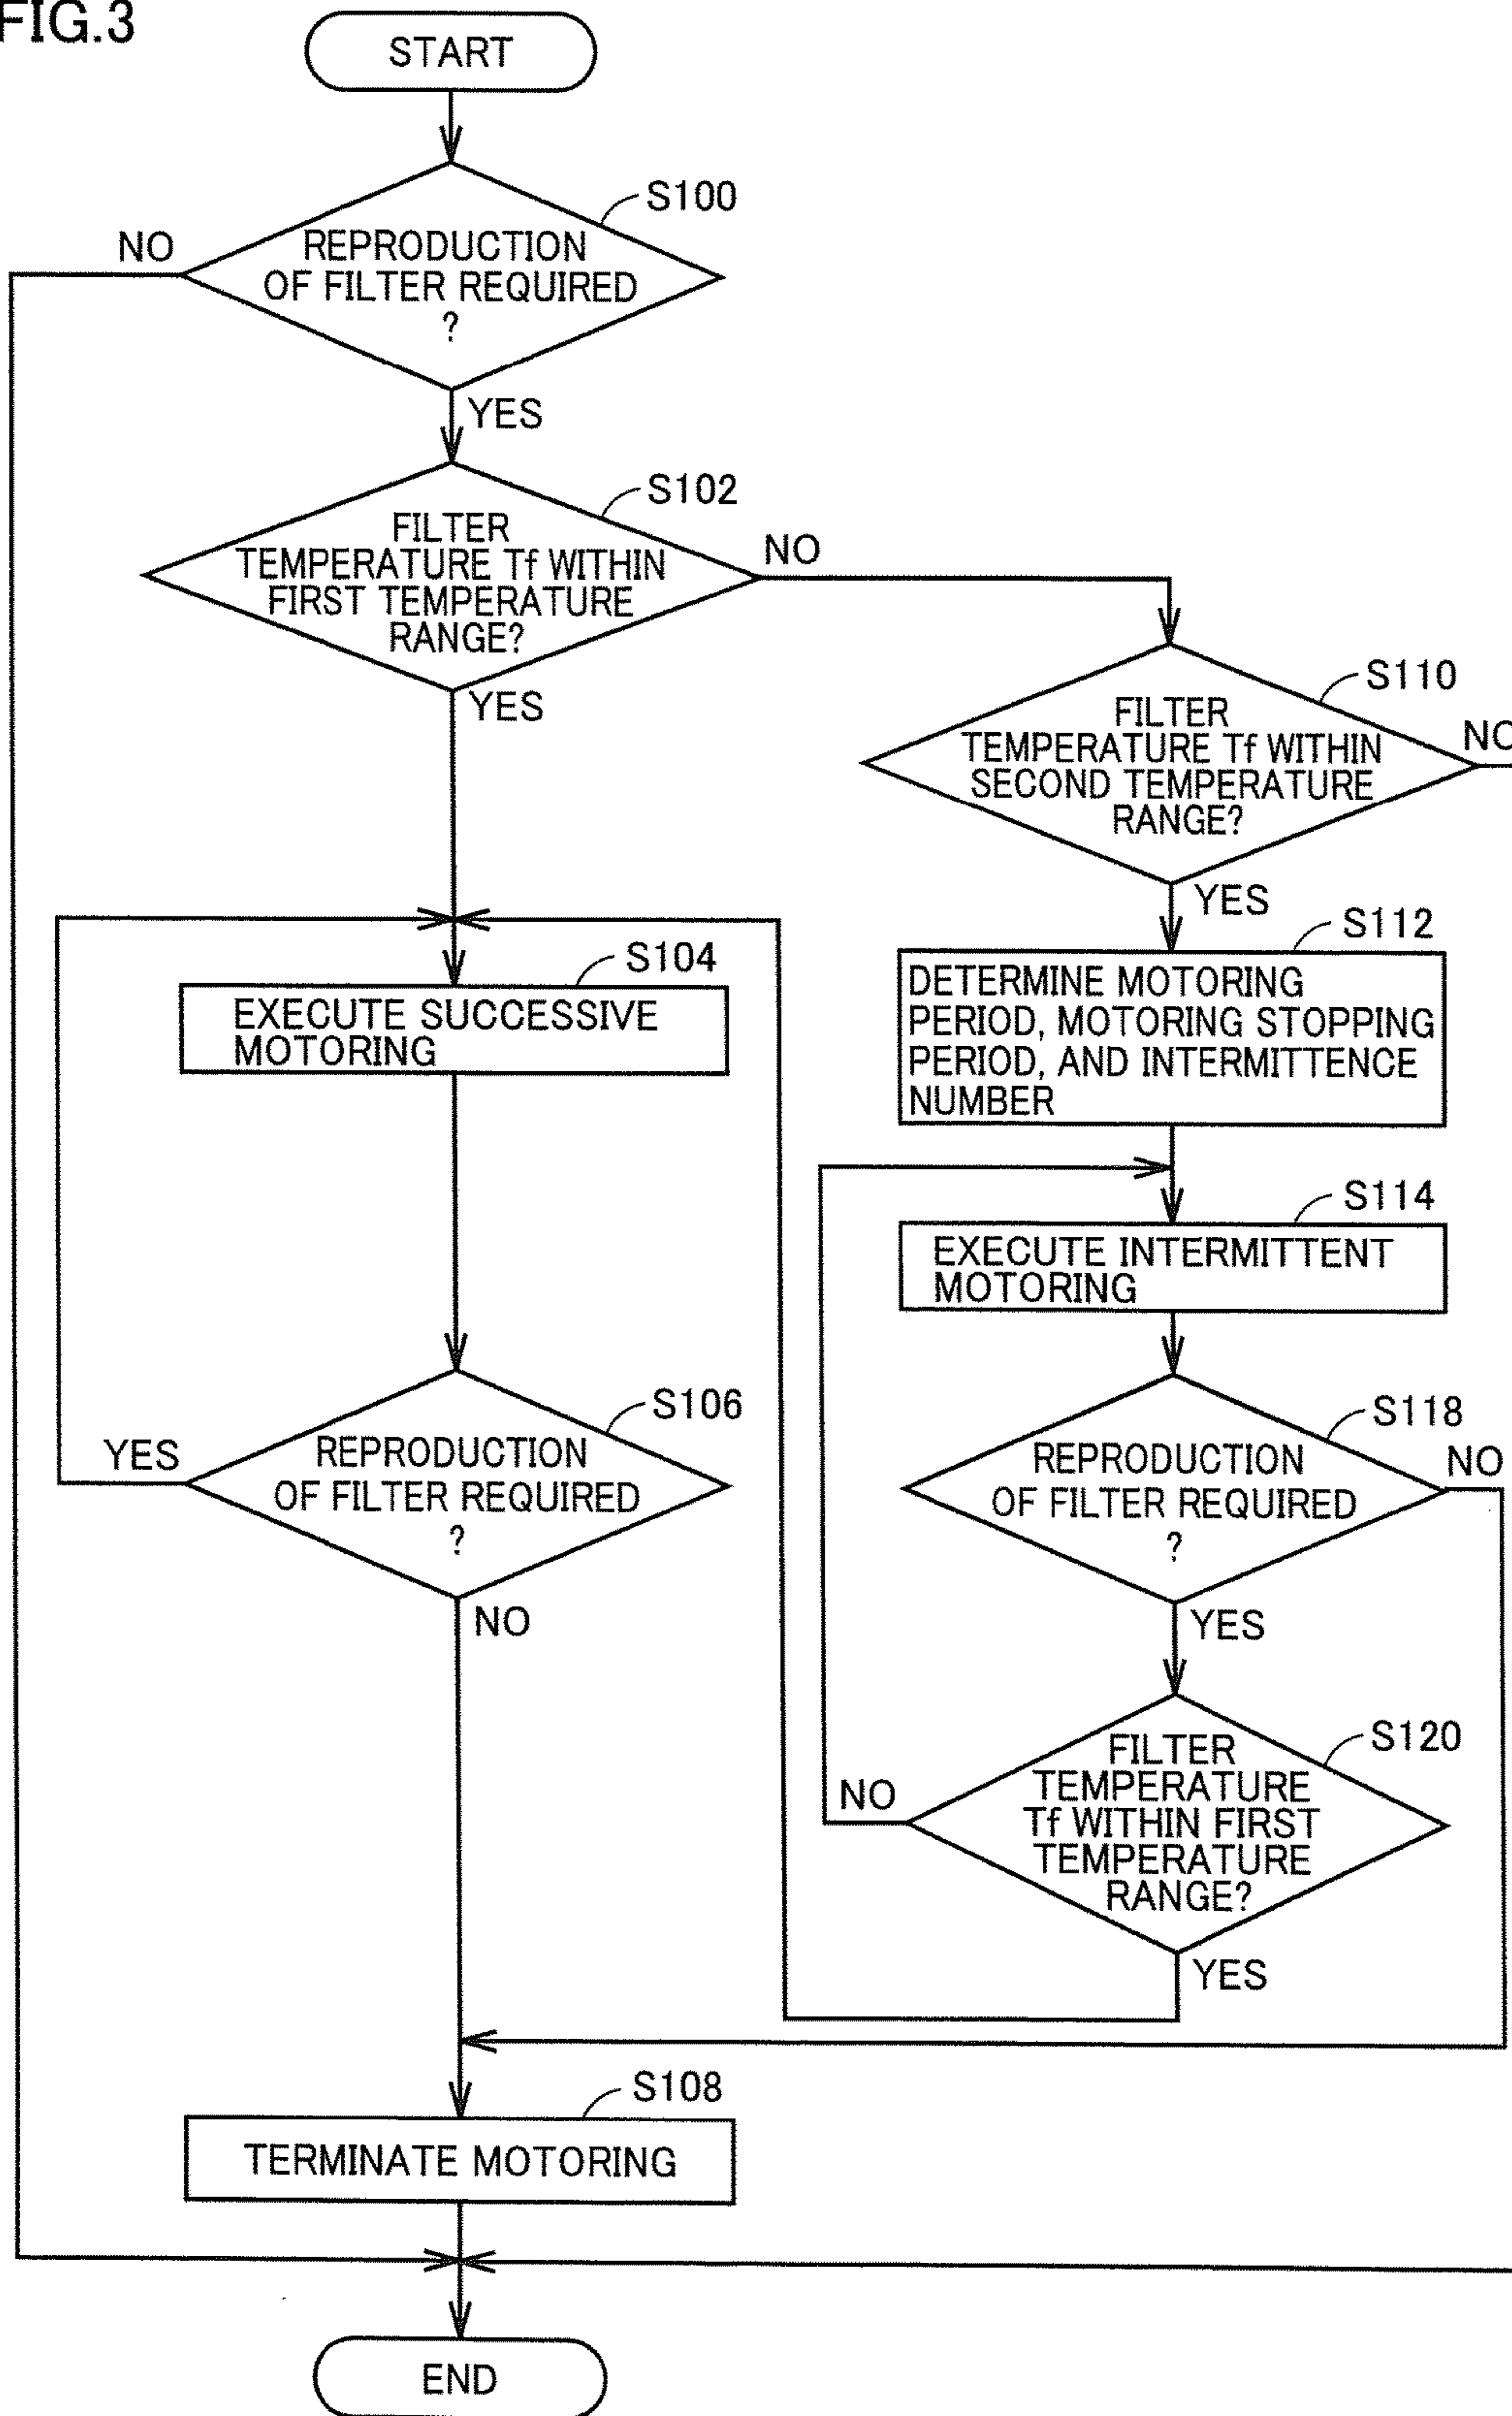 FIG.3
START
S100
NO
REPRODUCTION
OF FILTER REQUIRED
?
YES
S102
FILTER
TEMPERATURE Tf WITHIN
FIRST TEMPERATURE
RANGE?
NO
YES
S110
FILTER
TEMPERATURE Tf WITHIN
SECOND TEMPERATURE
RANGE?
NO
YES
S112
DETERMINE MOTORING
PERIOD, MOTORING STOPPING
PERIOD, AND INTERMITTENCE
NUMBER
S104
EXECUTE SUCCESSIVE
MOTORING
S114
EXECUTE INTERMITTENT
MOTORING
S106
YES
REPRODUCTION
OF FILTER REQUIRED
?
NO
S118
REPRODUCTION
OF FILTER REQUIRED
?
NO
YES
S120
FILTER
TEMPERATURE
Tf WITHIN FIRST
TEMPERATURE
RANGE?
NO
YES
S108
TERMINATE MOTORING
END